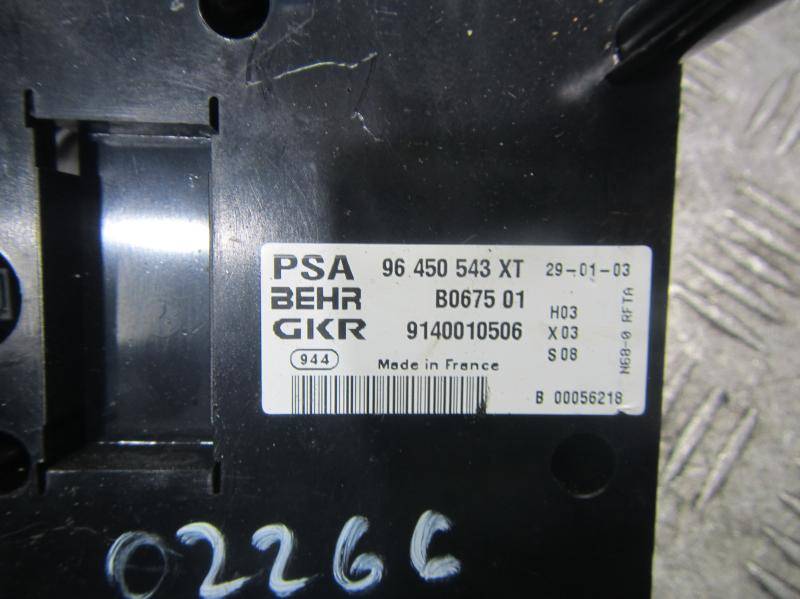 PSA 96 450 543 XT 29-01-03
BEHR B0675 01
GKR 9140010506
H03
X03
S08
944
Made in France
B 00056218
N68-0 RFTA
02266